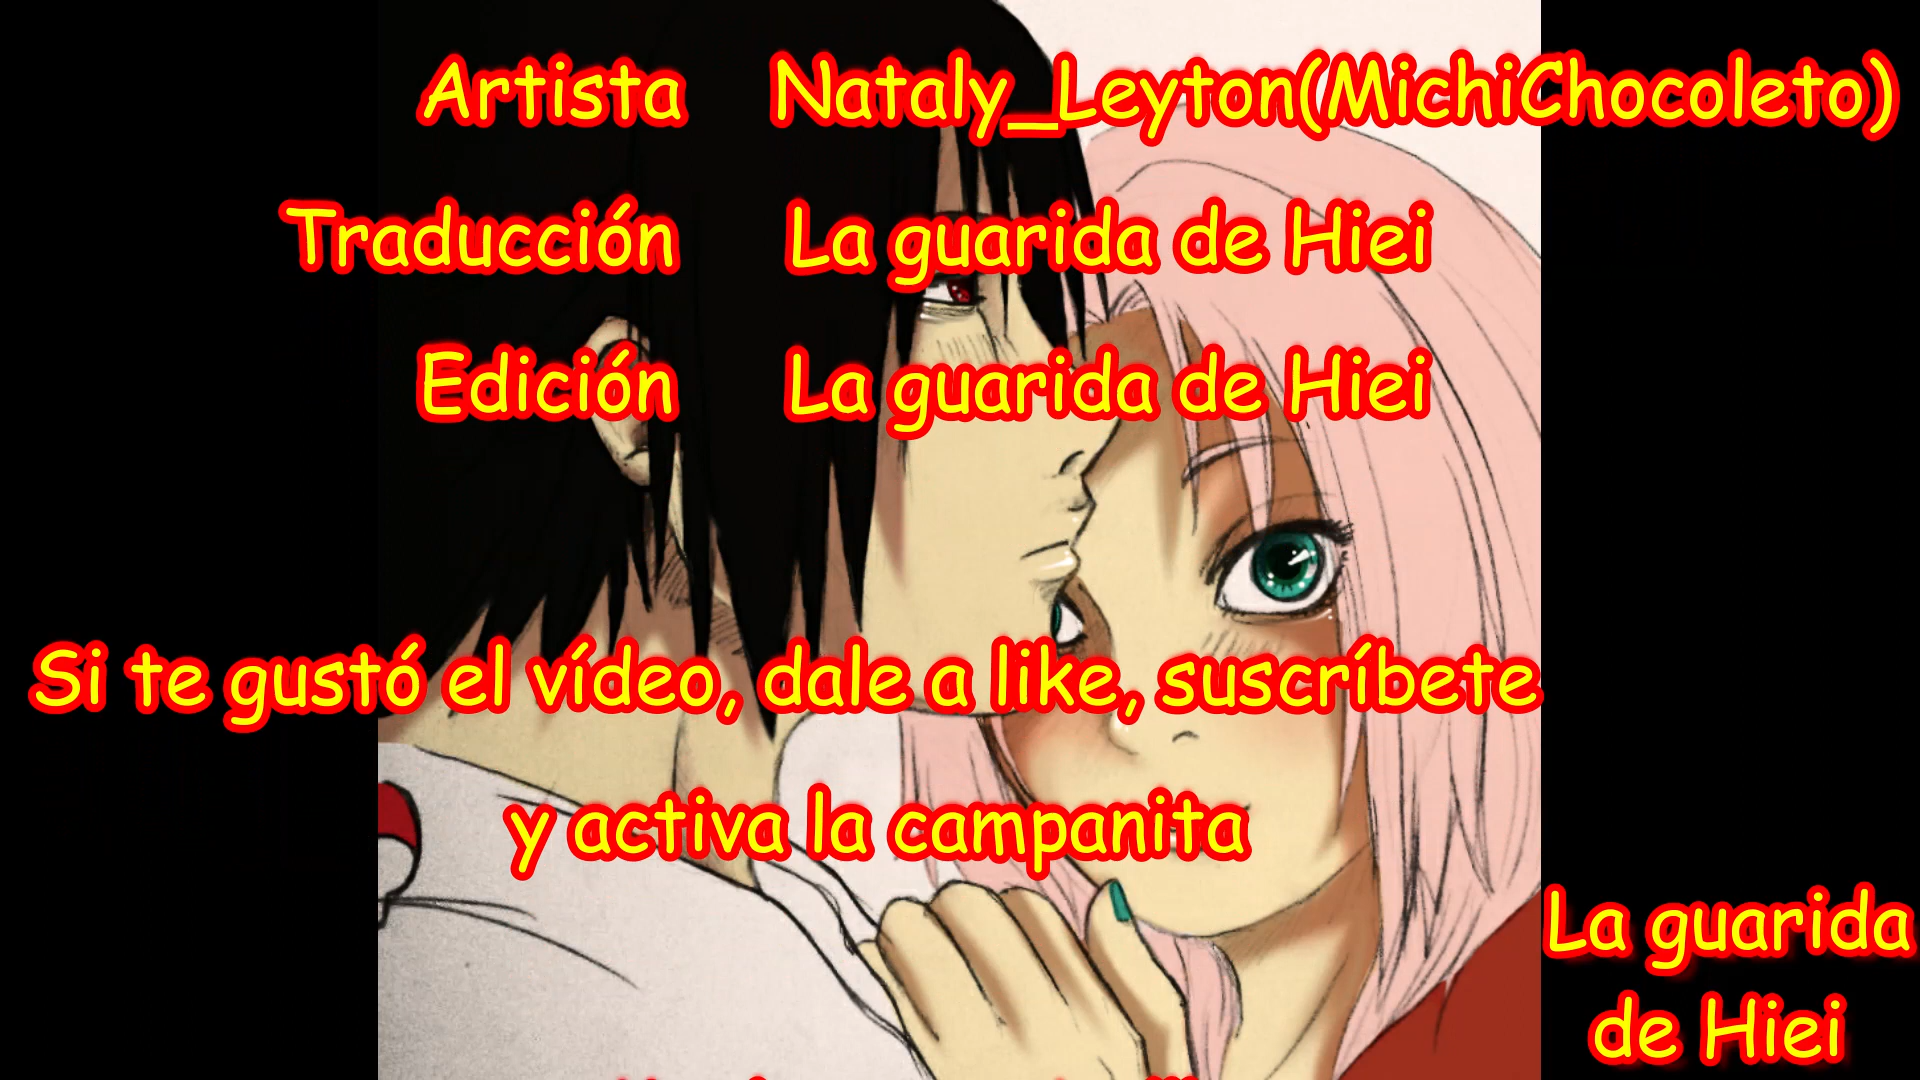 Artista Nataly_Leyton(MichiChocoleto)
Traducción La guarida de Hiei
Edición La guarida de Hiei
Si te gustó el vídeo, dale a like, suscríbete
y activa la campanita
La guarida
de Hiei